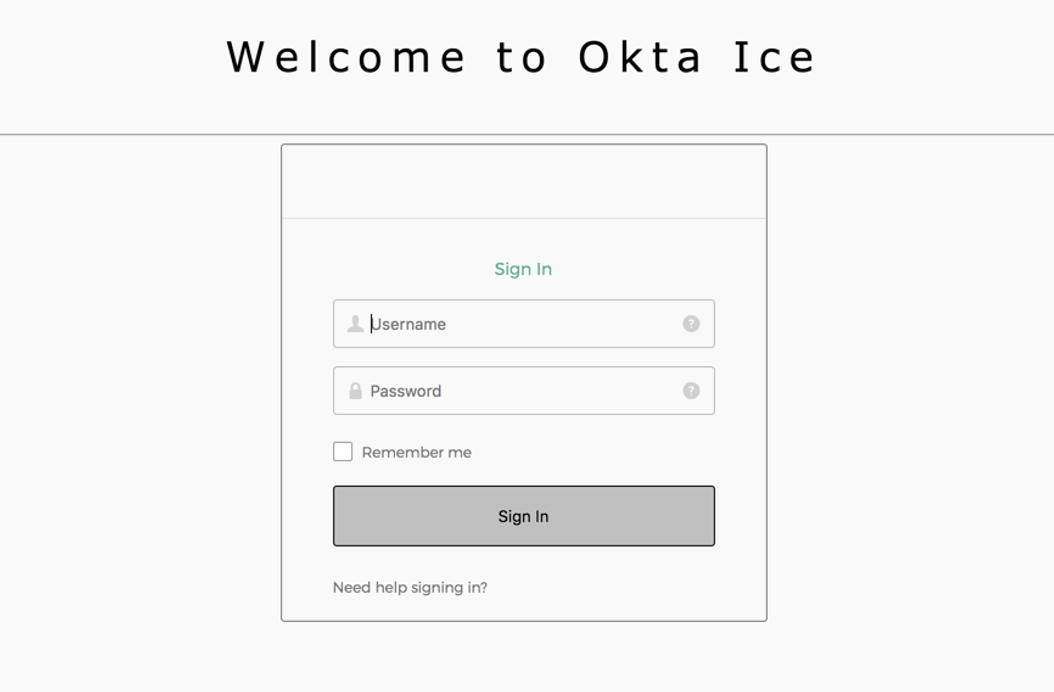 Welcome to Okta Ice
Sign In
Username
?
Password
?
Remember me
Sign In
Need help signing in?